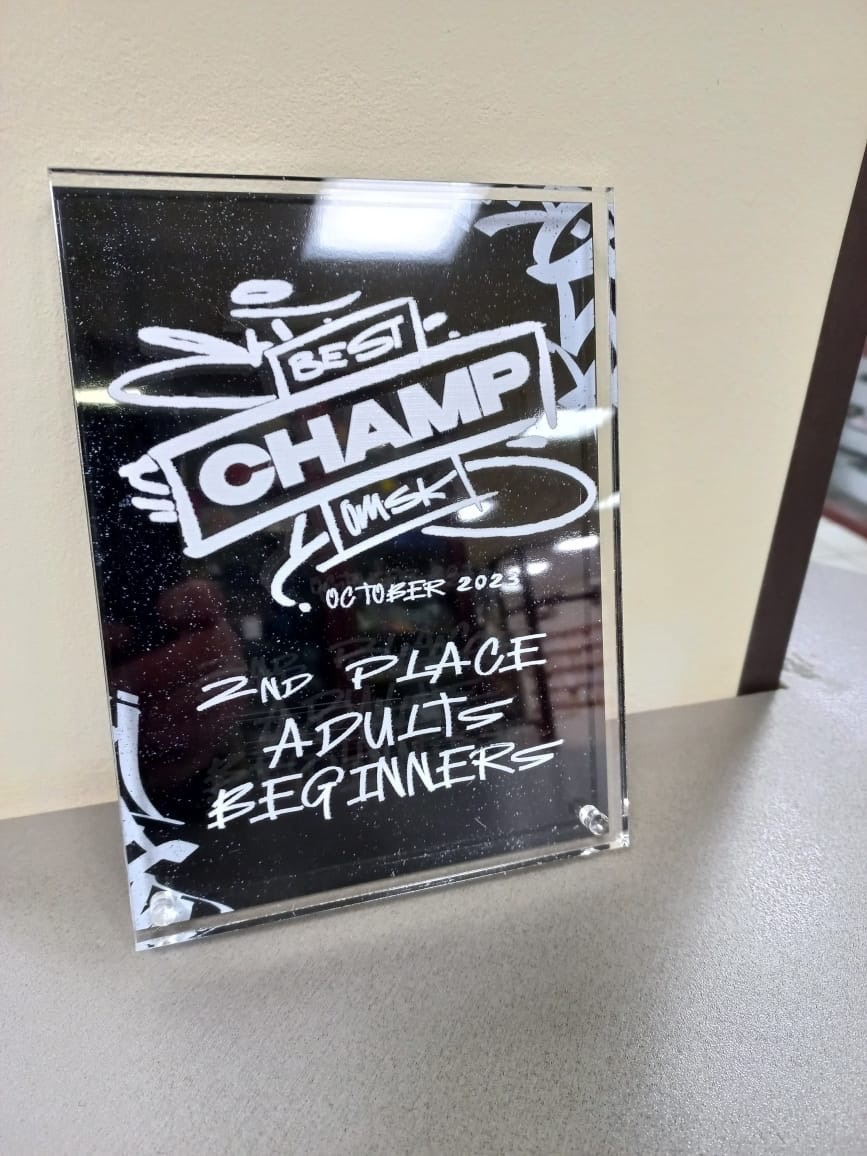 BEST
CHAMP
OMSK
OCTOBER 2023
2ND PLACE
ADULTS
BEGINNERS